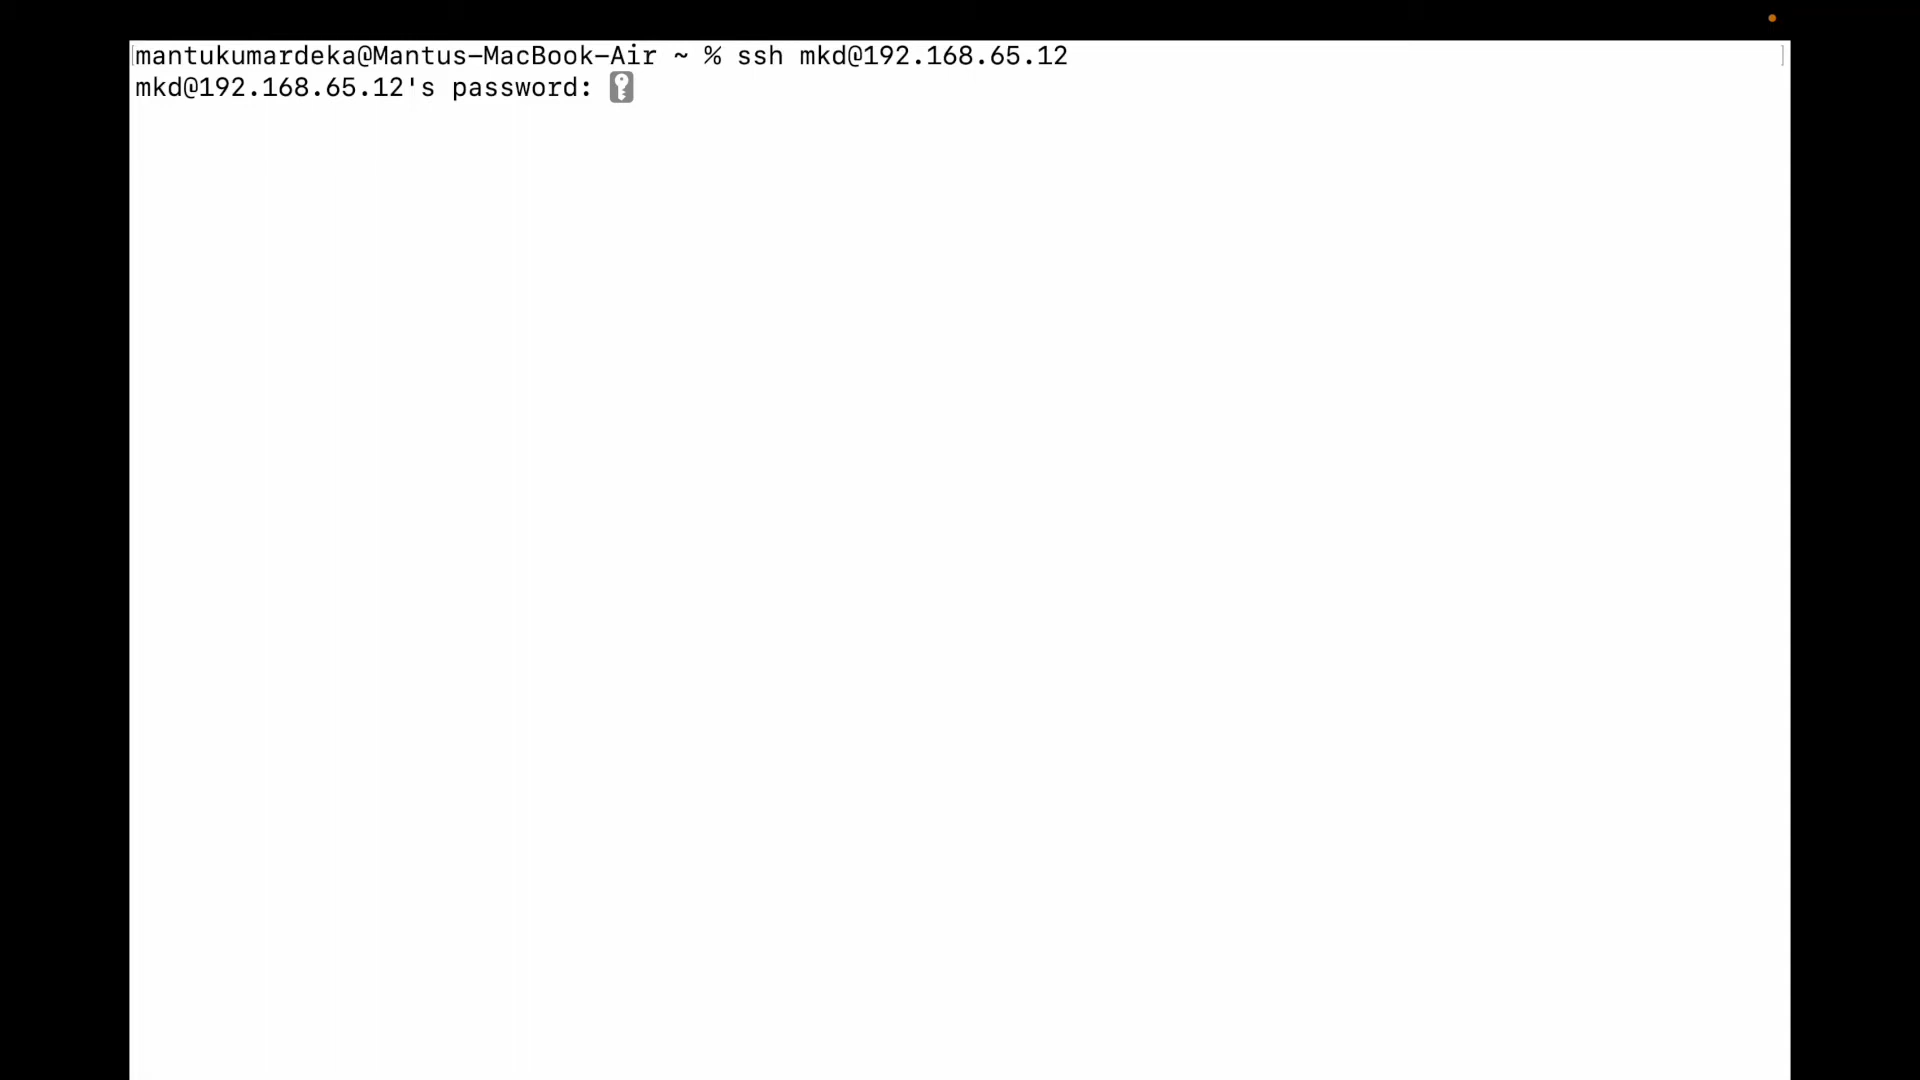 mantukumardeka@Mantus-MacBook-Air ~ % ssh mkd@192.168.65.12
mkd@192.168.65.12's password: